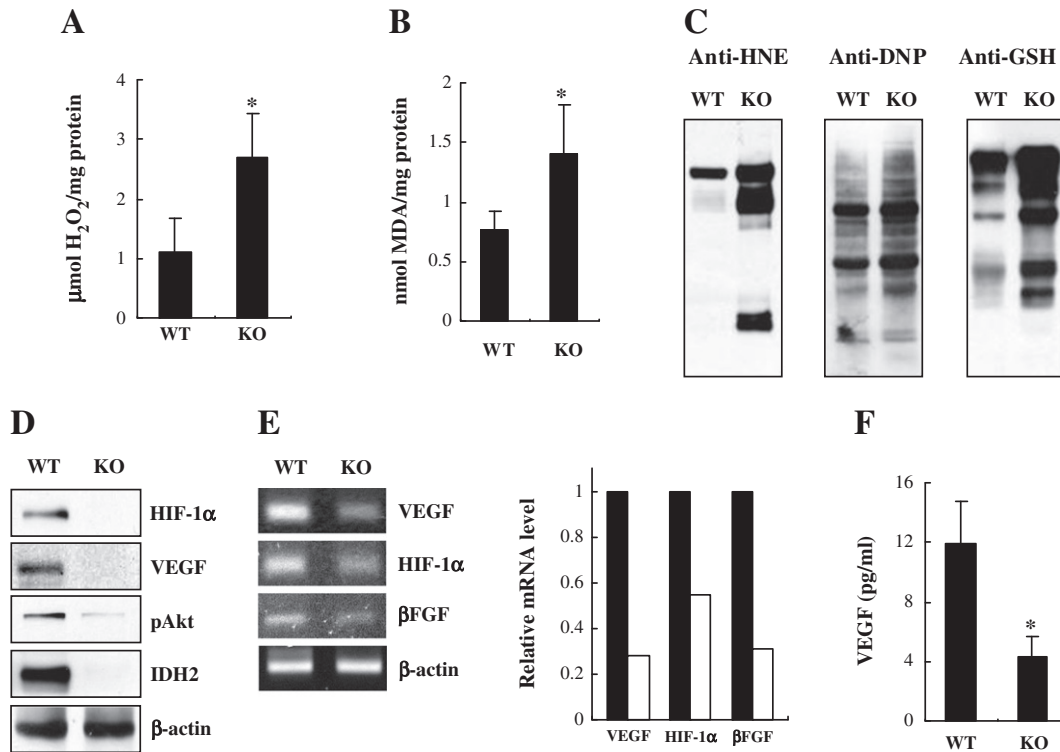 A
μmol H2O2/mg protein
4
3
2
1
0
*
WT
KO
B
nmol MDA/mg protein
2
1.5
1
0.5
0
*
WT
KO
C
Anti-HNE
Anti-DNP
Anti-GSH
WT KO
WT KO
WT KO
D
WT KO
HIF-1α
VEGF
pAkt
IDH2
β-actin
E
WT KO
VEGF
HIF-1α
βFGF
β-actin
Relative mRNA level
1
0.8
0.6
0.4
0.2
0
VEGF HIF-1α βFGF
F
VEGF (pg/ml)
16
12
8
4
0
*
WT
KO